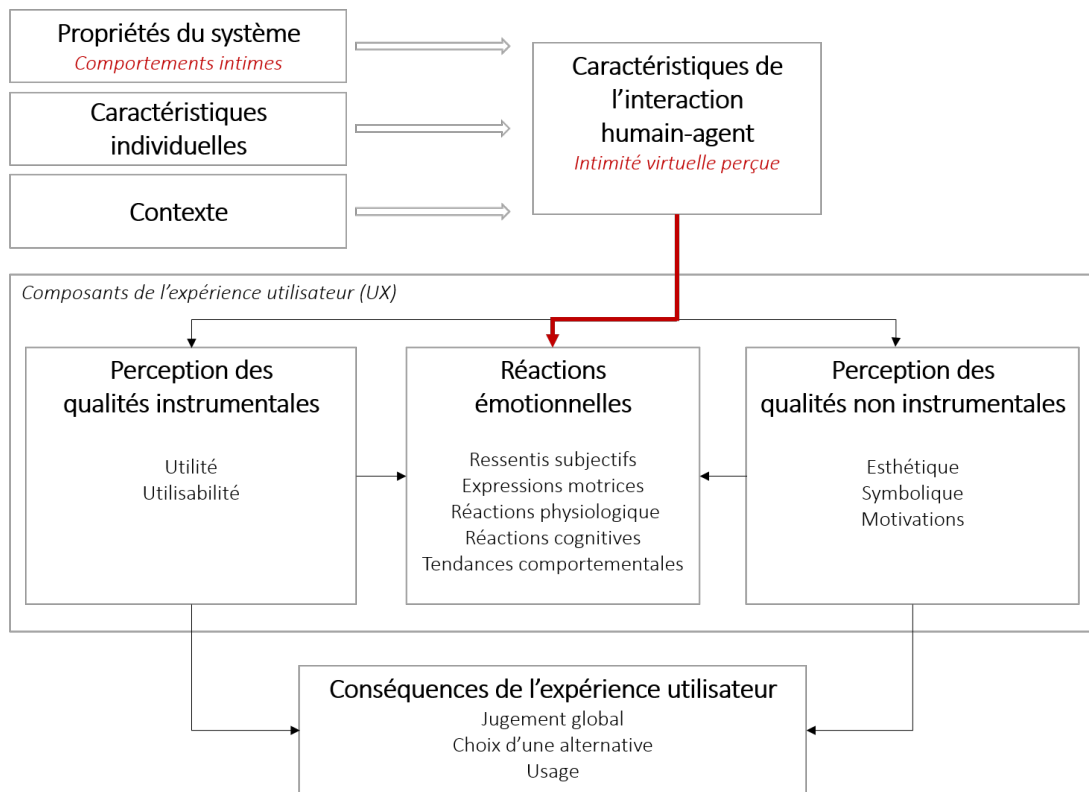 Propriétés du système
Comportements intimes
Caractéristiques
individuelles
Contexte
Caractéristiques de
l’interaction
humain-agent
Intimité virtuelle perçue
Composants de l’expérience utilisateur (UX)
Perception des
qualités instrumentales
Utilité
Utilisabilité
Réactions
émotionnelles
Ressentis subjectifs
Expressions motrices
Réactions physiologique
Réactions cognitives
Tendances comportementales
Perception des
qualités non instrumentales
Esthétique
Symbolique
Motivations
Conséquences de l’expérience utilisateur
Jugement global
Choix d’une alternative
Usage